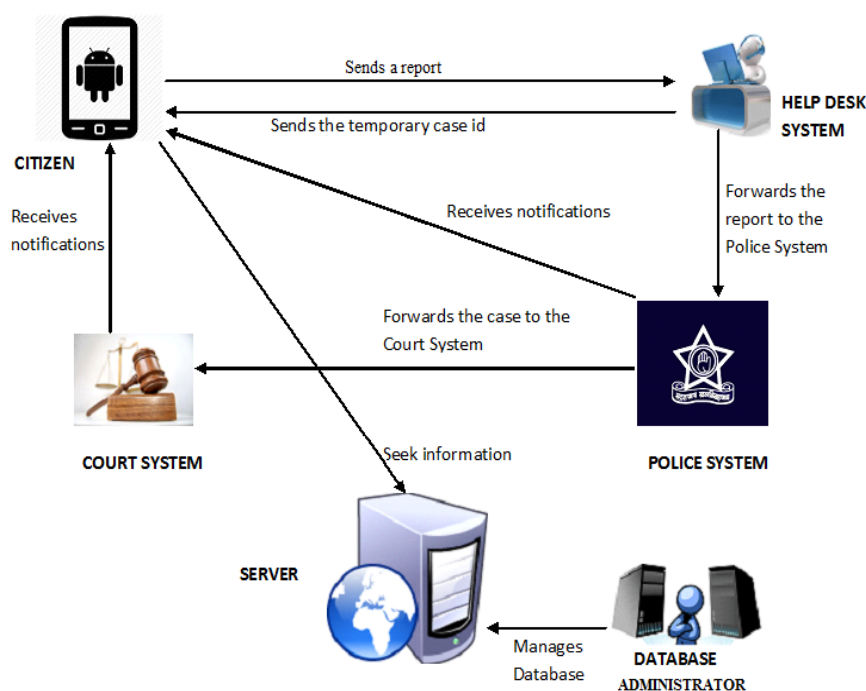 Sends a report
HELP DESK
SYSTEM
Sends the temporary case id
CITIZEN
Receives
notifications
Receives notifications
Forwards the
report to the
Police System
Forwards the case to the
Court System
COURT SYSTEM
POLICE SYSTEM
Seek information
SERVER
Manages
Database
DATABASE
ADMINISTRATOR